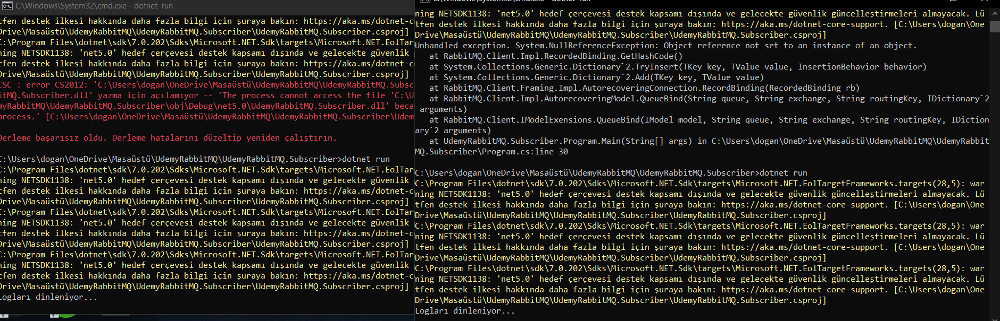 C:\Windows\System32\cmd.exe - dotnet  run
tfen destek ilkesi hakkında daha fazla bilgi için şuraya bakın: https://aka.ms/dotnet-c
Drive\Masaüstü\UdemyRabbitMQ\UdemyRabbitMQ.Subscriber\UdemyRabbitMQ.Subscriber.csproj]
C:\Program Files\dotnet\sdk\7.0.202\Sdks\Microsoft.NET.Sdk\targets\Microsoft.NET.EolTar
ning NETSDK1138: 'net5.0' hedef çerçevesi destek kapsamı dışında ve gelecekte güvenlik
tfen destek ilkesi hakkında daha fazla bilgi için şuraya bakın: https://aka.ms/dotnet-c
Drive\Masaüstü\UdemyRabbitMQ\UdemyRabbitMQ.Subscriber\UdemyRabbitMQ.Subscriber.csproj]
CSC : error CS2012: 'C:\Users\dogan\OneDrive\Masaüstü\UdemyRabbitMQ\UdemyRabbitMQ.Subsc
itMQ.Subscriber.dll' yazma için açılamıyor -- 'The process cannot access the file 'C:\U
myRabbitMQ\UdemyRabbitMQ.Subscriber\obj\Debug\net5.0\UdemyRabbitMQ.Subscriber.dll' beca
process.' [C:\Users\dogan\OneDrive\Masaüstü\UdemyRabbitMQ\UdemyRabbitMQ.Subscriber\Udem
Derleme başarısız oldu. Derleme hatalarını düzeltip yeniden çalıştırın.
C:\Users\dogan\OneDrive\Masaüstü\UdemyRabbitMQ\UdemyRabbitMQ.Subscriber>dotnet run
C:\Program Files\dotnet\sdk\7.0.202\Sdks\Microsoft.NET.Sdk\targets\Microsoft.NET.EolTar
ning NETSDK1138: 'net5.0' hedef çerçevesi destek kapsamı dışında ve gelecekte güvenlik
tfen destek ilkesi hakkında daha fazla bilgi için şuraya bakın: https://aka.ms/dotnet-c
Drive\Masaüstü\UdemyRabbitMQ\UdemyRabbitMQ.Subscriber\UdemyRabbitMQ.Subscriber.csproj]
C:\Program Files\dotnet\sdk\7.0.202\Sdks\Microsoft.NET.Sdk\targets\Microsoft.NET.EolTar
ning NETSDK1138: 'net5.0' hedef çerçevesi destek kapsamı dışında ve gelecekte güvenlik
tfen destek ilkesi hakkında daha fazla bilgi için şuraya bakın: https://aka.ms/dotnet-c
Drive\Masaüstü\UdemyRabbitMQ\UdemyRabbitMQ.Subscriber\UdemyRabbitMQ.Subscriber.csproj]
C:\Program Files\dotnet\sdk\7.0.202\Sdks\Microsoft.NET.Sdk\targets\Microsoft.NET.EolTar
ning NETSDK1138: 'net5.0' hedef çerçevesi destek kapsamı dışında ve gelecekte güvenlik
tfen destek ilkesi hakkında daha fazla bilgi için şuraya bakın: https://aka.ms/dotnet-c
Drive\Masaüstü\UdemyRabbitMQ\UdemyRabbitMQ.Subscriber\UdemyRabbitMQ.Subscriber.csproj]
Logları dinleniyor...
C:\Windows\System32\cmd.exe - dotnet  run
ning NETSDK1138: 'net5.0' hedef çerçevesi destek kapsamı dışında ve gelecekte güvenlik güncelleştirmeleri almayacak. Lü
tfen destek ilkesi hakkında daha fazla bilgi için şuraya bakın: https://aka.ms/dotnet-core-support. [C:\Users\dogan\One
Drive\Masaüstü\UdemyRabbitMQ\UdemyRabbitMQ.Subscriber\UdemyRabbitMQ.Subscriber.csproj]
Unhandled exception. System.NullReferenceException: Object reference not set to an instance of an object.
   at RabbitMQ.Client.Impl.RecordedBinding.GetHashCode()
   at System.Collections.Generic.Dictionary`2.TryInsert(TKey key, TValue value, InsertionBehavior behavior)
   at System.Collections.Generic.Dictionary`2.Add(TKey key, TValue value)
   at RabbitMQ.Client.Framing.Impl.AutorecoveringConnection.RecordBinding(RecordedBinding rb)
   at RabbitMQ.Client.Impl.AutorecoveringModel.QueueBind(String queue, String exchange, String routingKey, IDictionary`2
 arguments)
   at RabbitMQ.Client.IModelExensions.QueueBind(IModel model, String queue, String exchange, String routingKey, IDiction
ary`2 arguments)
   at UdemyRabbitMQ.Subscriber.Program.Main(String[] args) in C:\Users\dogan\OneDrive\Masaüstü\UdemyRabbitMQ\UdemyRabbit
MQ.Subscriber\Program.cs:line 30
C:\Users\dogan\OneDrive\Masaüstü\UdemyRabbitMQ\UdemyRabbitMQ.Subscriber>dotnet run
C:\Program Files\dotnet\sdk\7.0.202\Sdks\Microsoft.NET.Sdk\targets\Microsoft.NET.EolTargetFrameworks.targets(28,5): war
ning NETSDK1138: 'net5.0' hedef çerçevesi destek kapsamı dışında ve gelecekte güvenlik güncelleştirmeleri almayacak. Lü
tfen destek ilkesi hakkında daha fazla bilgi için şuraya bakın: https://aka.ms/dotnet-core-support. [C:\Users\dogan\One
Drive\Masaüstü\UdemyRabbitMQ\UdemyRabbitMQ.Subscriber\UdemyRabbitMQ.Subscriber.csproj]
C:\Program Files\dotnet\sdk\7.0.202\Sdks\Microsoft.NET.Sdk\targets\Microsoft.NET.EolTargetFrameworks.targets(28,5): war
ning NETSDK1138: 'net5.0' hedef çerçevesi destek kapsamı dışında ve gelecekte güvenlik güncelleştirmeleri almayacak. Lü
tfen destek ilkesi hakkında daha fazla bilgi için şuraya bakın: https://aka.ms/dotnet-core-support. [C:\Users\dogan\One
Drive\Masaüstü\UdemyRabbitMQ\UdemyRabbitMQ.Subscriber\UdemyRabbitMQ.Subscriber.csproj]
C:\Program Files\dotnet\sdk\7.0.202\Sdks\Microsoft.NET.Sdk\targets\Microsoft.NET.EolTargetFrameworks.targets(28,5): war
ning NETSDK1138: 'net5.0' hedef çerçevesi destek kapsamı dışında ve gelecekte güvenlik güncelleştirmeleri almayacak. Lü
tfen destek ilkesi hakkında daha fazla bilgi için şuraya bakın: https://aka.ms/dotnet-core-support. [C:\Users\dogan\One
Drive\Masaüstü\UdemyRabbitMQ\UdemyRabbitMQ.Subscriber\UdemyRabbitMQ.Subscriber.csproj]
Logları dinleniyor...